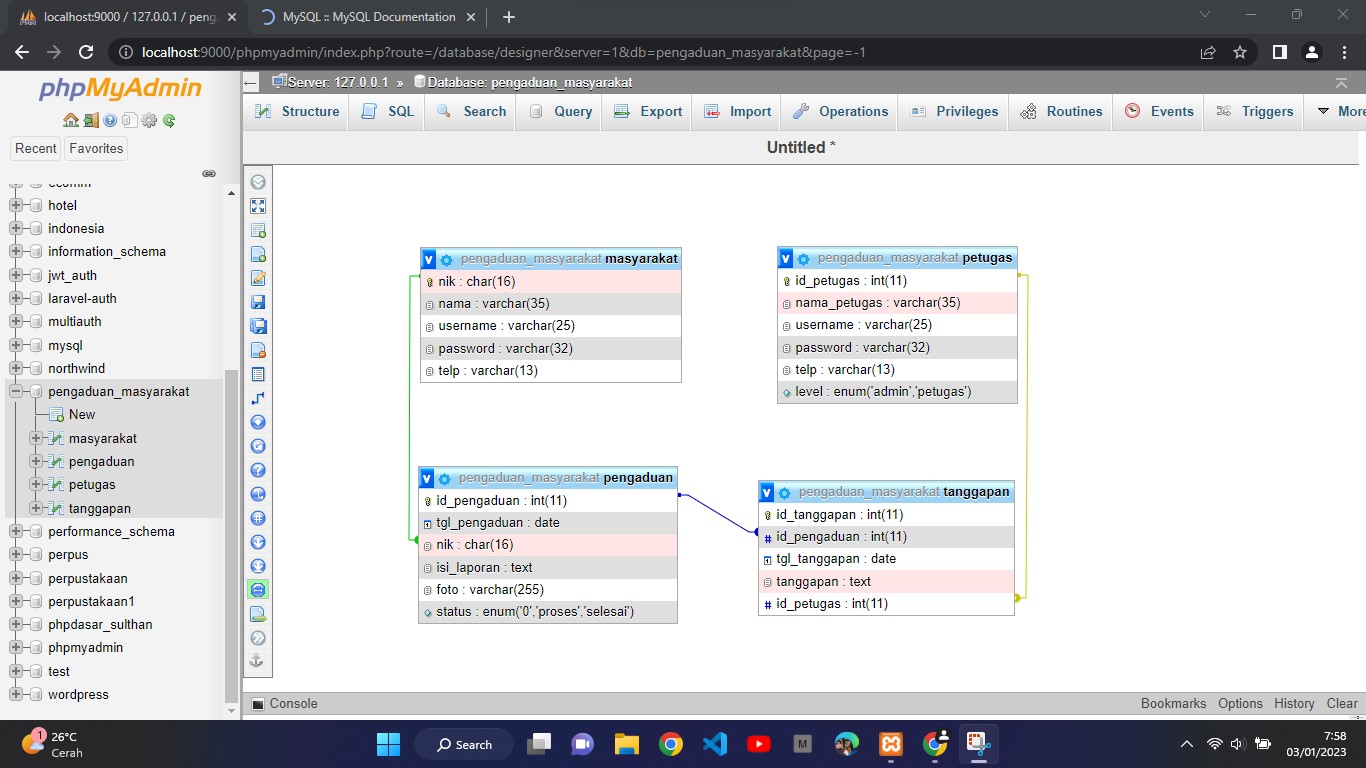 localhost:9000 / 127.0.0.1 / peng
MySQL :: MySQL Documentation
localhost:9000/phpmyadmin/index.php?route=/database/designer&server=1&db=pengaduan_masyarakat&page=-1
phpMyAdmin
Recent
Favorites
hotel
indonesia
information_schema
jwt_auth
laravel-auth
multiauth
mysql
northwind
pengaduan_masyarakat
New
masyarakat
pengaduan
petugas
tanggapan
performance_schema
perpus
perpustakaan
perpustakaan1
phpdasar_sulthan
phpmyadmin
test
wordpress
Server: 127.0.0.1 » Database: pengaduan_masyarakat
Structure SQL Search Query Export Import Operations Privileges Routines Events Triggers More
Untitled *
pengaduan_masyarakat masyarakat
nik : char(16)
nama : varchar(35)
username : varchar(25)
password : varchar(32)
telp : varchar(13)
pengaduan_masyarakat petugas
id_petugas : int(11)
nama_petugas : varchar(35)
username : varchar(25)
password : varchar(32)
telp : varchar(13)
level : enum('admin','petugas')
pengaduan_masyarakat pengaduan
id_pengaduan : int(11)
tgl_pengaduan : date
nik : char(16)
isi_laporan : text
foto : varchar(255)
status : enum('0','proses','selesai')
pengaduan_masyarakat tanggapan
id_tanggapan : int(11)
id_pengaduan : int(11)
tgl_tanggapan : date
tanggapan : text
id_petugas : int(11)
Console
Bookmarks Options History Clear
1
26°C
Cerah
Search
M
7:58
03/01/2023